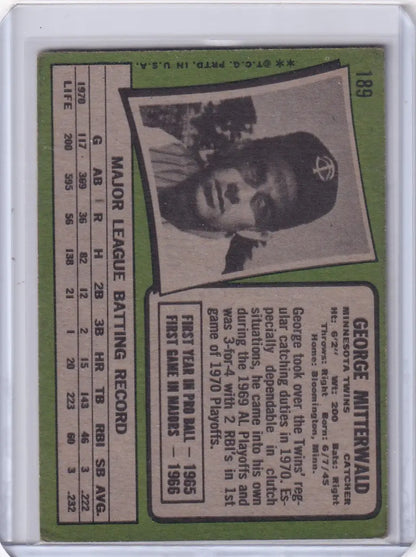 189
GEORGE MITTERWALD
MINNESOTA TWINS CATCHER
Ht: 6'2" Wt: 200 Bats: Right
Throws: Right Born: 6/7/45
Home: Bloomington, Minn.
George took over the Twins' reg-
ular catching duties in 1970. Es-
pecially dependable in clutch
situations, he came into his own
during the 1969 AL Playoffs and
was 3-for-4 with 2 RBI's in 1st
game of 1970 Playoffs.
FIRST YEAR IN PRO BALL — 1965
FIRST GAME IN MAJORS — 1966
MAJOR LEAGUE BATTING RECORD
G AB R H 2B 3B HR TB RBI SB AVG.
1970 117 369 36 82 12 2 15 143 46 3 .222
LIFE 200 595 56 138 21 1 20 223 60 3 .232
**©T.C.G. PRTD. IN U.S.A.